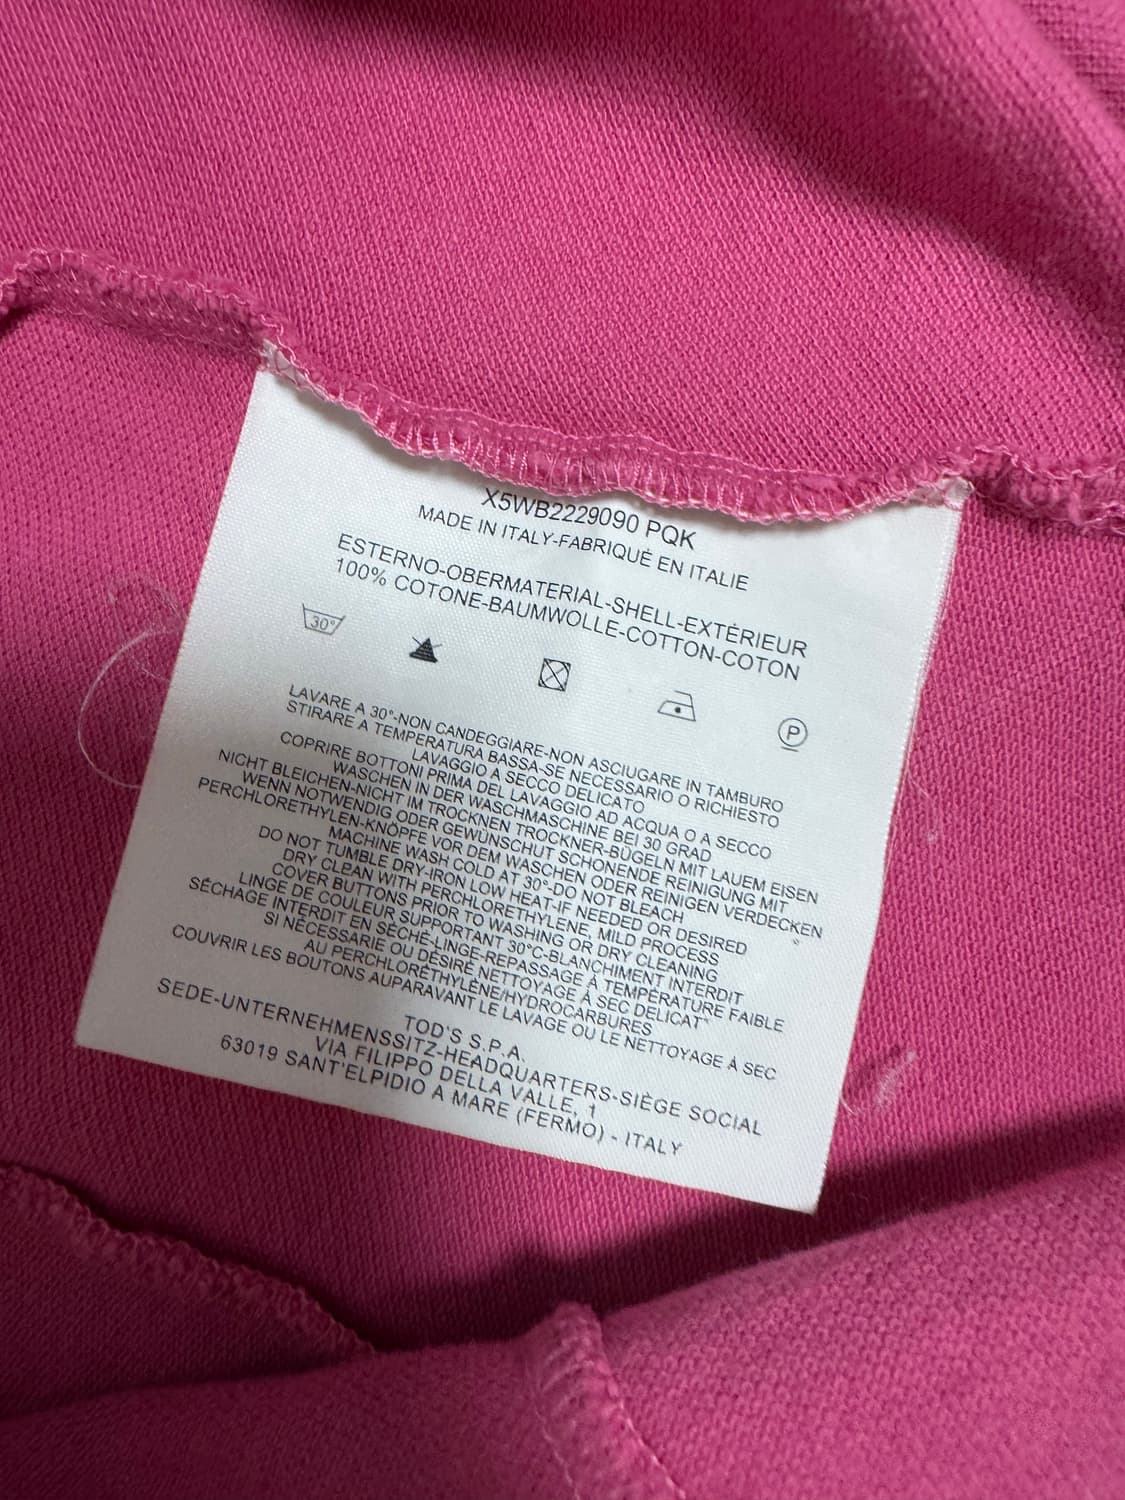 X5WB2229090 PQK
MADE IN ITALY-FABRIQUÉ EN ITALIE
ESTERNO-OBERMATERIAL-SHELL-EXTÉRIEUR
100% COTONE-BAUMWOLLE-COTTON-COTON
30°
P
LAVARE A 30°-NON CANDEGGIARE-NON ASCIUGARE IN TAMBURO
STIRARE A TEMPERATURA BASSA-SE NECESSARIO O RICHIESTO
LAVAGGIO A SECCO DELICATO
COPRIRE BOTTONI PRIMA DEL LAVAGGIO AD ACQUA O A SECCO
WASCHEN IN DER WASCHMASCHINE BEI 30 GRAD
NICHT BLEICHEN-NICHT IM TROCKNEN TROCKNER-BÜGELN MIT LAUEM EISEN
WENN NOTWENDIG ODER GEWÜNSCHUT SCHONENDE REINIGUNG MIT
PERCHLORETHYLEN-KNÖPFE VOR DEM WASCHEN ODER REINIGEN VERDECKEN
MACHINE WASH COLD AT 30°-DO NOT BLEACH
DO NOT TUMBLE DRY-IRON LOW HEAT-IF NEEDED OR DESIRED
DRY CLEAN WITH PERCHLORETHYLENE, MILD PROCESS
COVER BUTTONS PRIOR TO WASHING OR DRY CLEANING
LINGE DE COULEUR SUPPORTANT 30°C-BLANCHIMENT INTERDIT
SÉCHAGE INTERDIT EN SÉCHE-LINGE-REPASSAGE À TEMPÉRATURE FAIBLE
SI NÉCESSARIE OU DÉSIRÉ NETTOYAGE À SEC DELICAT"
AU PERCHLORÉTHYLÈNE/HYDROCARBURES
COUVRIR LES BOUTONS AUPARAVANT LE LAVAGE OU LE NETTOYAGE À SEC
TOD'S S.P.A.
SEDE-UNTERNEHMENSSITZ-HEADQUARTERS-SIÈGE SOCIAL
VIA FILIPPO DELLA VALLE, 1
63019 SANT'ELPIDIO A MARE (FERMO) - ITALY